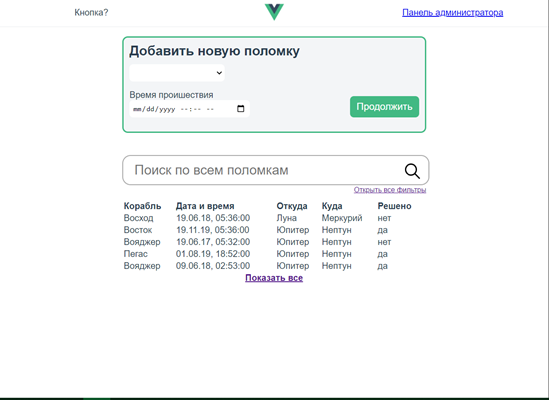 Кнопка? Панель администратора
Добавить новую поломку
Время проишествия
mm/dd/yyyy --:-- --
Продолжить
Поиск по всем поломкам
Открыть все фильтры
Корабль Дата и время Откуда Куда Решено
Восход 19.06.18, 05:36:00 Луна Меркурий нет
Восток 19.11.19, 05:36:00 Юпитер Нептун да
Вояджер 19.06.17, 05:32:00 Юпитер Нептун нет
Пегас 01.08.19, 18:52:00 Юпитер Нептун да
Вояджер 09.06.18, 02:53:00 Юпитер Нептун да
Показать все